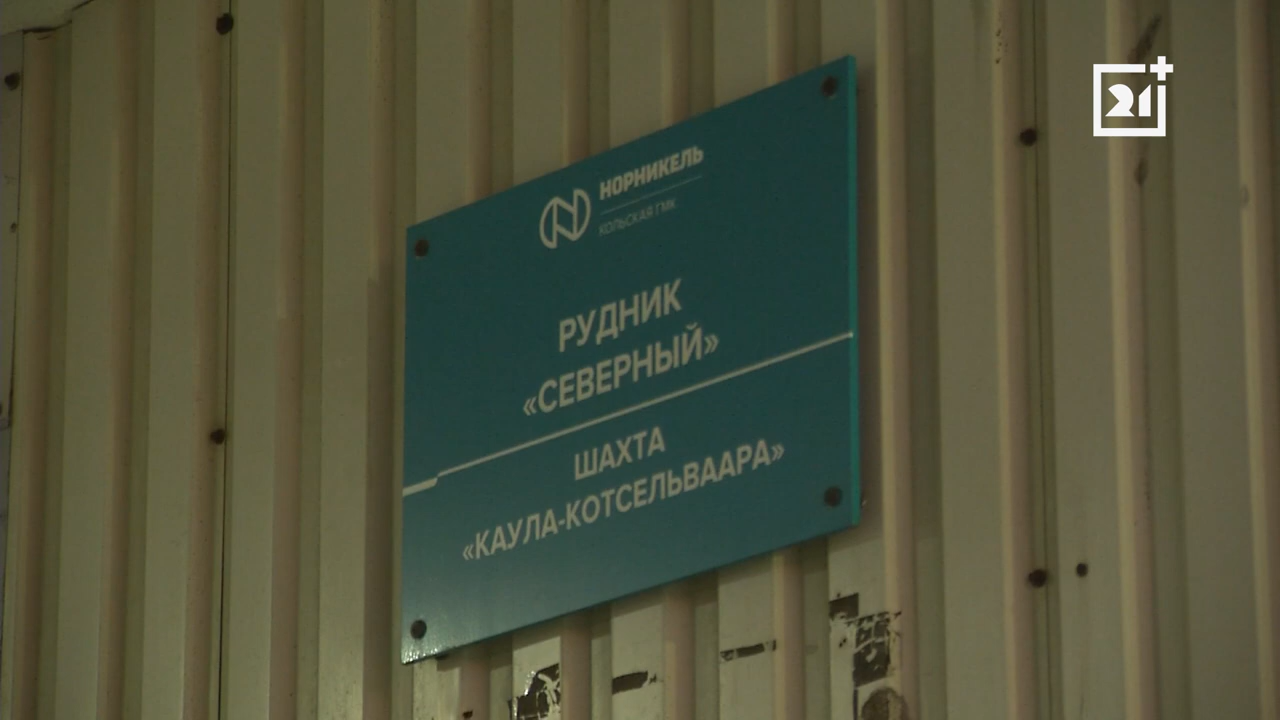 21+
НОРНИКЕЛЬ
КОЛЬСКАЯ ГМК
РУДНИК
«СЕВЕРНЫЙ»
ШАХТА
«КАУЛА-КОТСЕЛЬВААРА»